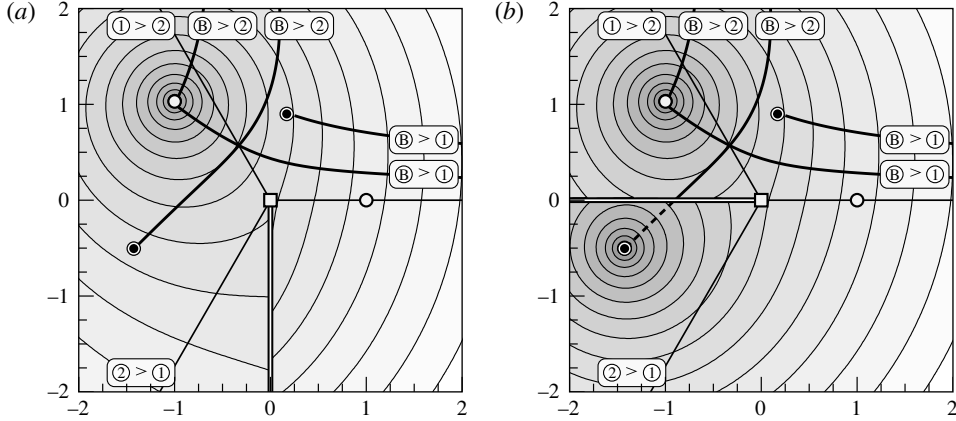 (a) (b)
2 ① > 2 Ⓑ > 2 Ⓑ > 2 2 ① > 2 Ⓑ > 2 Ⓑ > 2
1 1
Ⓑ > ① Ⓑ > ①
Ⓑ > ① Ⓑ > ①
0 0
−1 −1
② > ① ② > ①
−2 −2
−2 −1 0 1 2 −2 −1 0 1 2